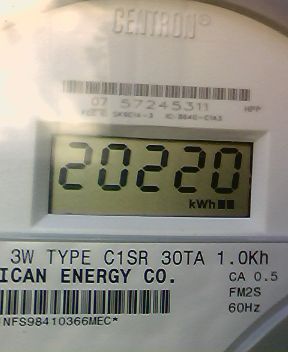 CENTRON®
07 57245311
20220
kWh
3W TYPE C1SR 30TA 1.0Kh
ICAN ENERGY CO.
CA 0.5
FM2S
60Hz
NFS98410366MEC*